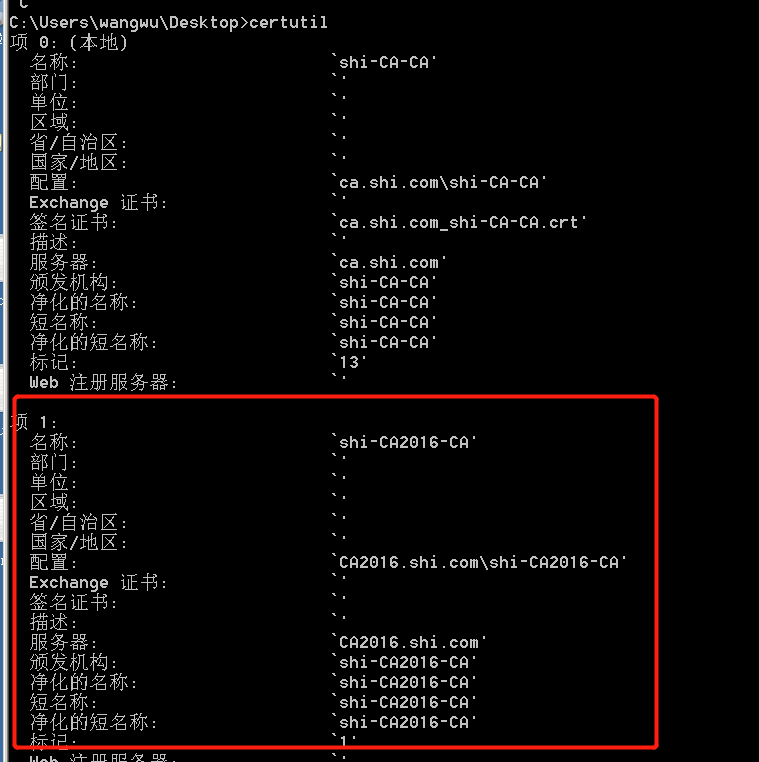 C
C:\Users\wangwu\Desktop>certutil
项 0: (本地)
名称: `shi-CA-CA'
部门: `'
单位: `'
区域: `'
省/自治区: `'
国家/地区: `'
配置: `ca.shi.com\shi-CA-CA'
Exchange 证书: `'
签名证书: `ca.shi.com_shi-CA-CA.crt'
描述: `'
服务器: `ca.shi.com'
颁发机构: `shi-CA-CA'
净化的名称: `shi-CA-CA'
短名称: `shi-CA-CA'
净化的短名称: `shi-CA-CA'
标记: `13'
Web 注册服务器: `'
项 1:
名称: `shi-CA2016-CA'
部门: `'
单位: `'
区域: `'
省/自治区: `'
国家/地区: `'
配置: `CA2016.shi.com\shi-CA2016-CA'
Exchange 证书: `'
签名证书: `'
描述: `'
服务器: `CA2016.shi.com'
颁发机构: `shi-CA2016-CA'
净化的名称: `shi-CA2016-CA'
短名称: `shi-CA2016-CA'
净化的短名称: `shi-CA2016-CA'
标记: `1'
Web 注册服务器: `'